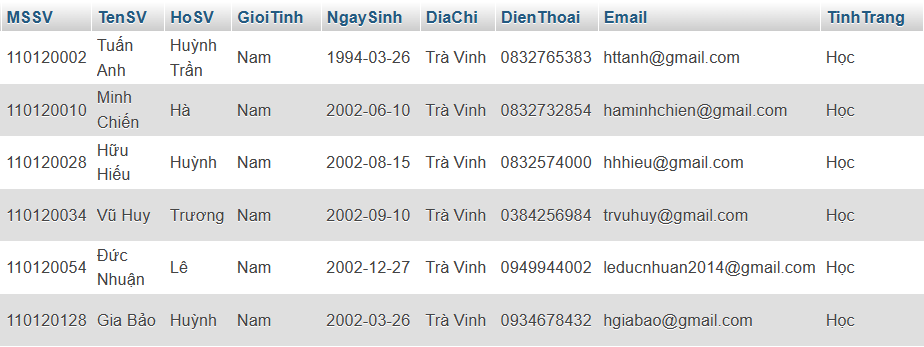 MSSV TenSV HoSV GioiTinh NgaySinh DiaChi DienThoai Email TinhTrang
110120002 Tuấn Anh Huỳnh Trần Nam 1994-03-26 Trà Vinh 0832765383 httanh@gmail.com Học
110120010 Minh Chiến Hà Nam 2002-06-10 Trà Vinh 0832732854 haminhchien@gmail.com Học
110120028 Hữu Hiếu Huỳnh Nam 2002-08-15 Trà Vinh 0832574000 hhhieu@gmail.com Học
110120034 Vũ Huy Trương Nam 2002-09-10 Trà Vinh 0384256984 trvuhuy@gmail.com Học
110120054 Đức Nhuận Lê Nam 2002-12-27 Trà Vinh 0949944002 leducnhuan2014@gmail.com Học
110120128 Gia Bảo Huỳnh Nam 2002-03-26 Trà Vinh 0934678432 hgiabao@gmail.com Học